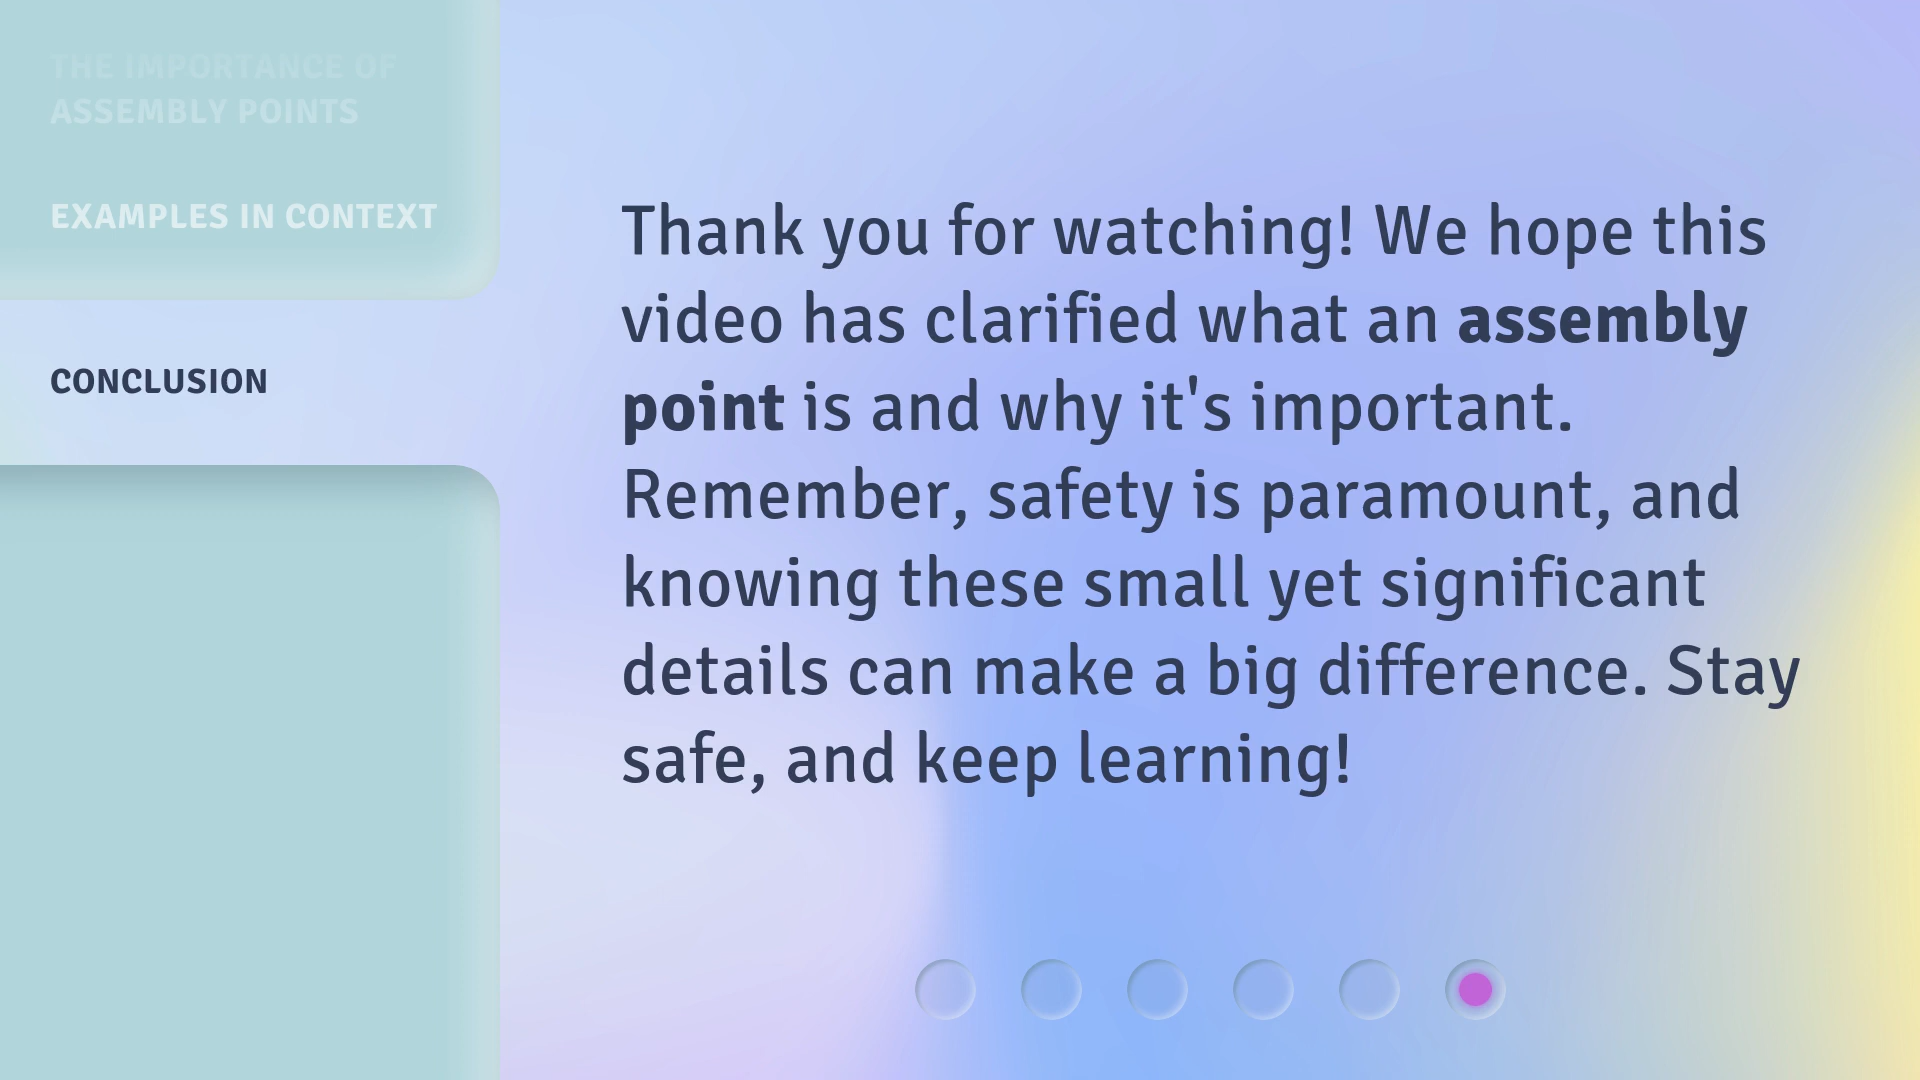 THE IMPORTANCE OF
ASSEMBLY POINTS
EXAMPLES IN CONTEXT
CONCLUSION
Thank you for watching! We hope this
video has clarified what an assembly
point is and why it's important.
Remember, safety is paramount, and
knowing these small yet significant
details can make a big difference. Stay
safe, and keep learning!